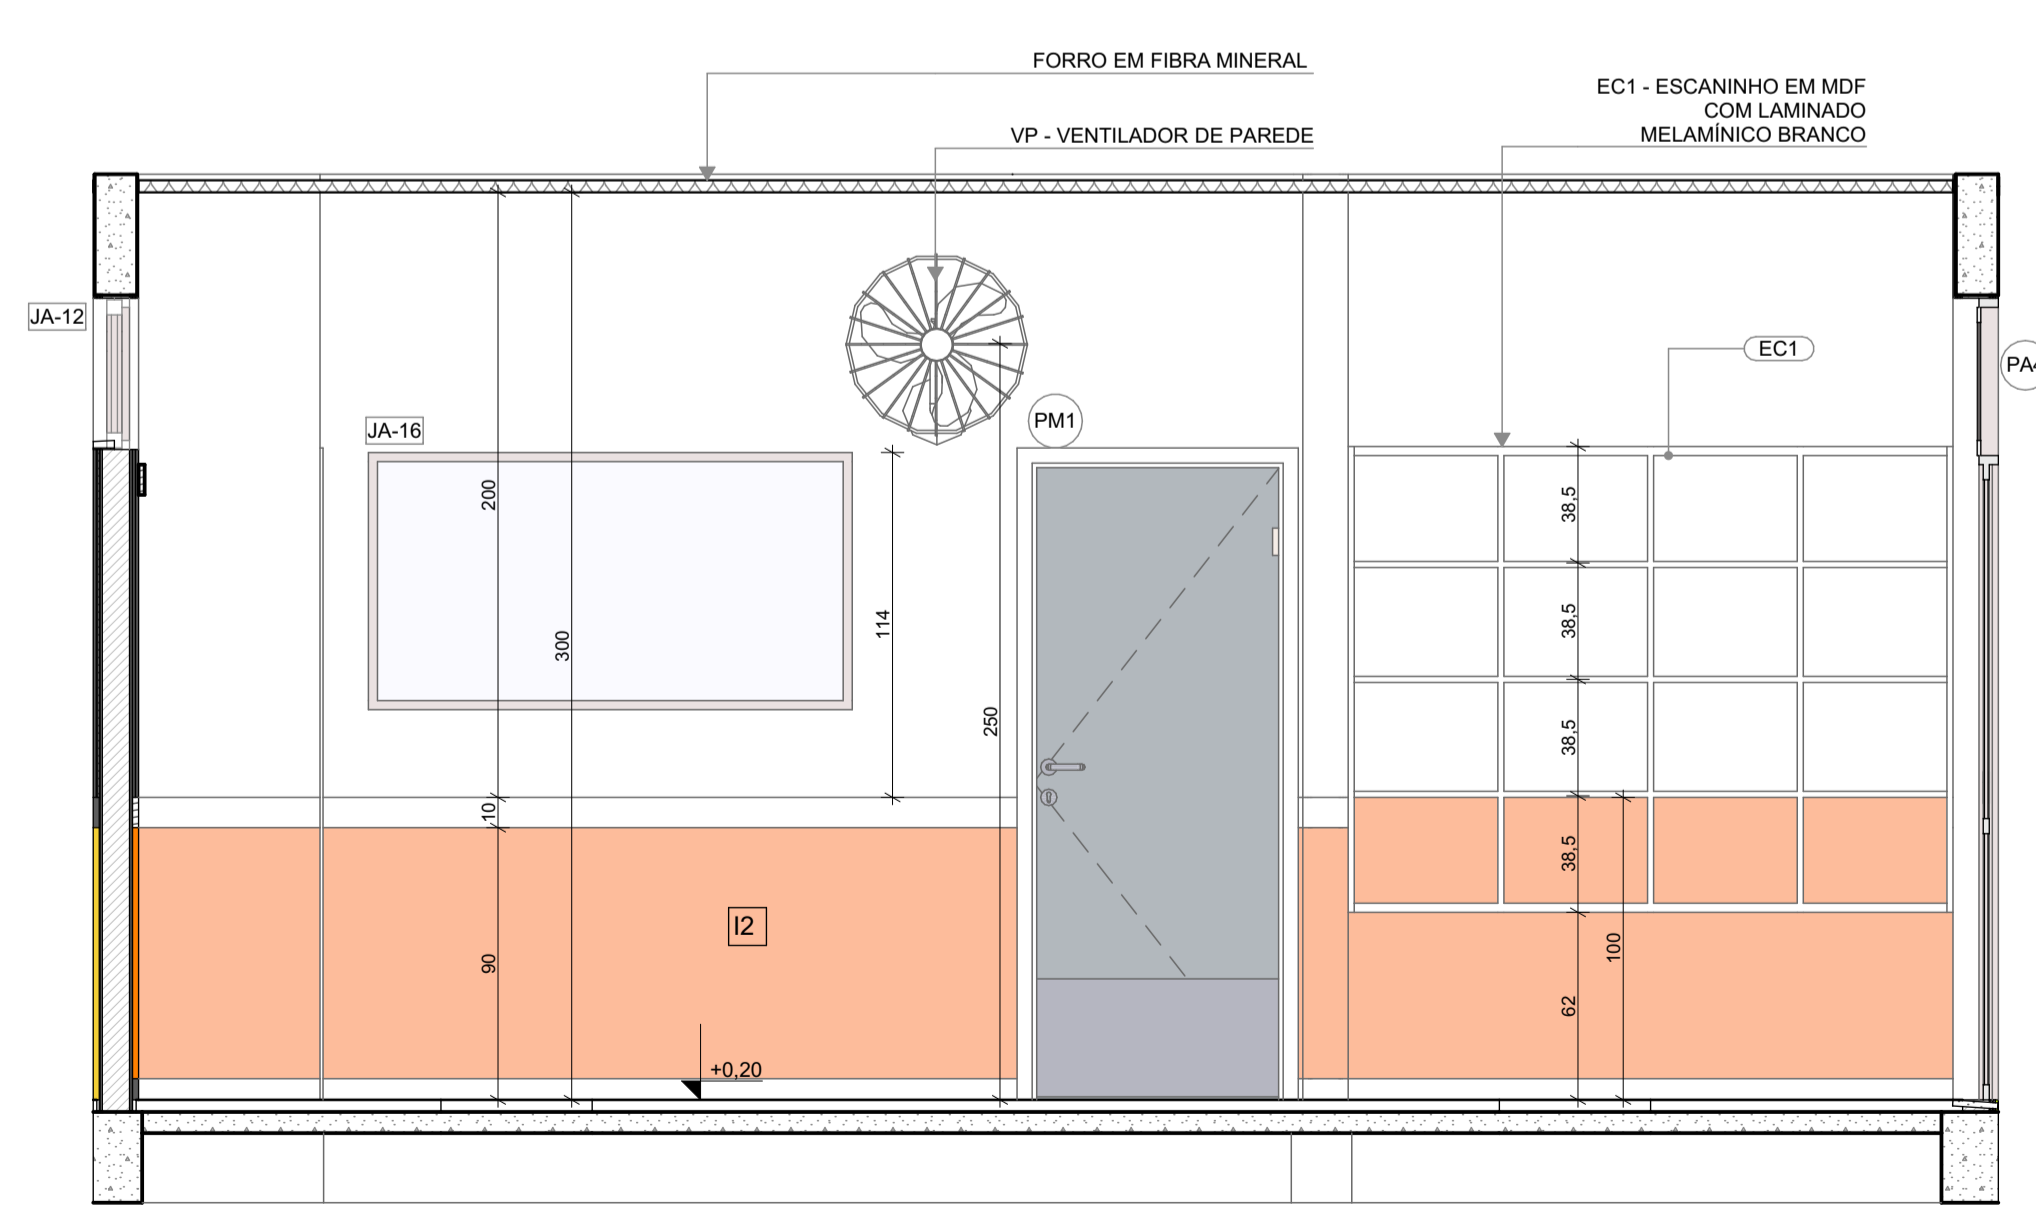 FORRO EM FIBRA MINERAL
EC1 - ESCANINHO EM MDF
COM LAMINADO
MELAMÍNICO BRANCO
VP - VENTILADOR DE PAREDE
JA-12
EC1
PA4
JA-16
PM1
200
300
114
250
38,5
38,5
38,5
38,5
10
90
I2
100
62
+0,20